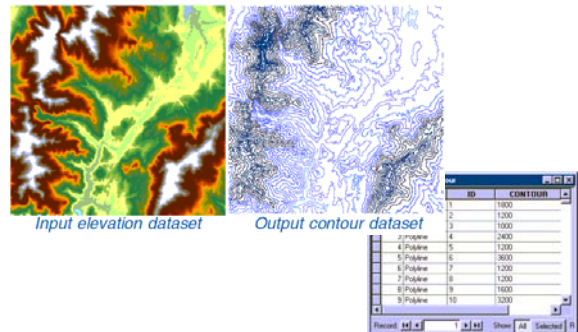 Input elevation dataset
Output contour dataset
our
ID CONTOUR
1 1800
2 1200
3 1000
3 Polyline 4 2400
4 Polyline 5 1200
5 Polyline 6 3600
6 Polyline 7 1200
7 Polyline 8 1200
8 Polyline 9 1600
9 Polyline 10 3200
Record: 1 Show: All Selected R